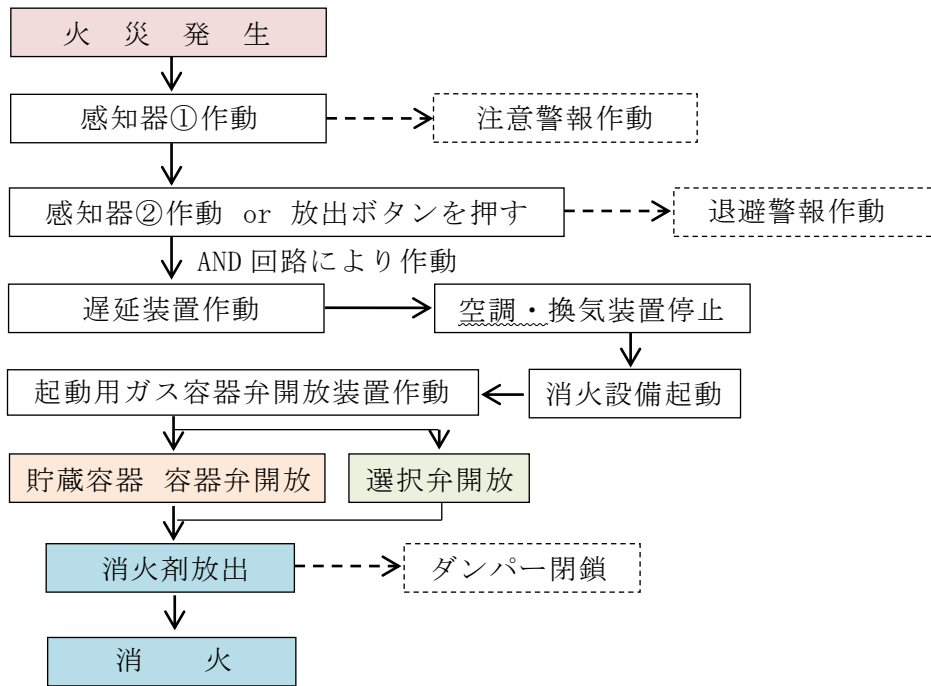 火 災 発 生
感知器①作動
注意警報作動
感知器②作動 or 放出ボタンを押す
退避警報作動
AND 回路により作動
遅延装置作動
空調・換気装置停止
起動用ガス容器弁開放装置作動
消火設備起動
貯蔵容器 容器弁開放
選択弁開放
消火剤放出
ダンパー閉鎖
消 火